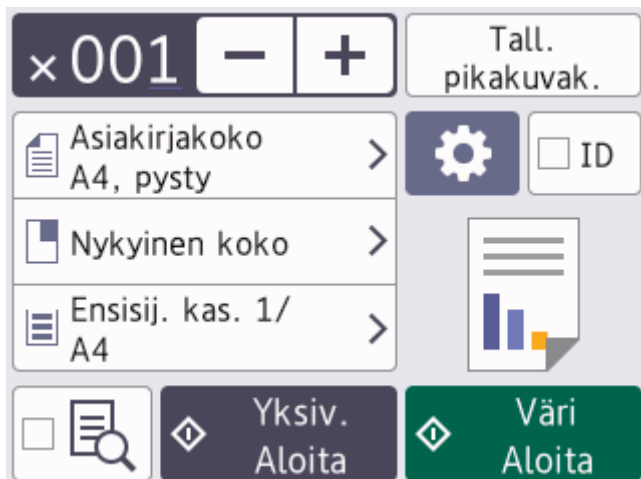 ×001 − +
Tall.
pikakuvak.
Asiakirjakoko
A4, pysty
ID
Nykyinen koko
Ensisij. kas. 1/
A4
Yksiv.
Aloita
Väri
Aloita